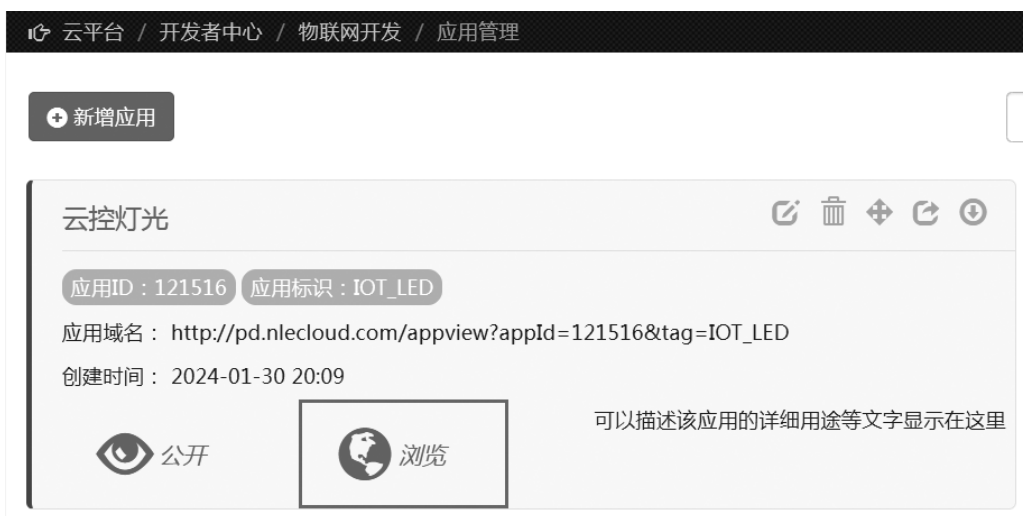 云平台 / 开发者中心 / 物联网开发 / 应用管理
新增应用
云控灯光
应用ID：121516 应用标识：IOT_LED
应用域名： http://pd.nlecloud.com/appview?appId=121516&tag=IOT_LED
创建时间： 2024-01-30 20:09
可以描述该应用的详细用途等文字显示在这里
公开 浏览